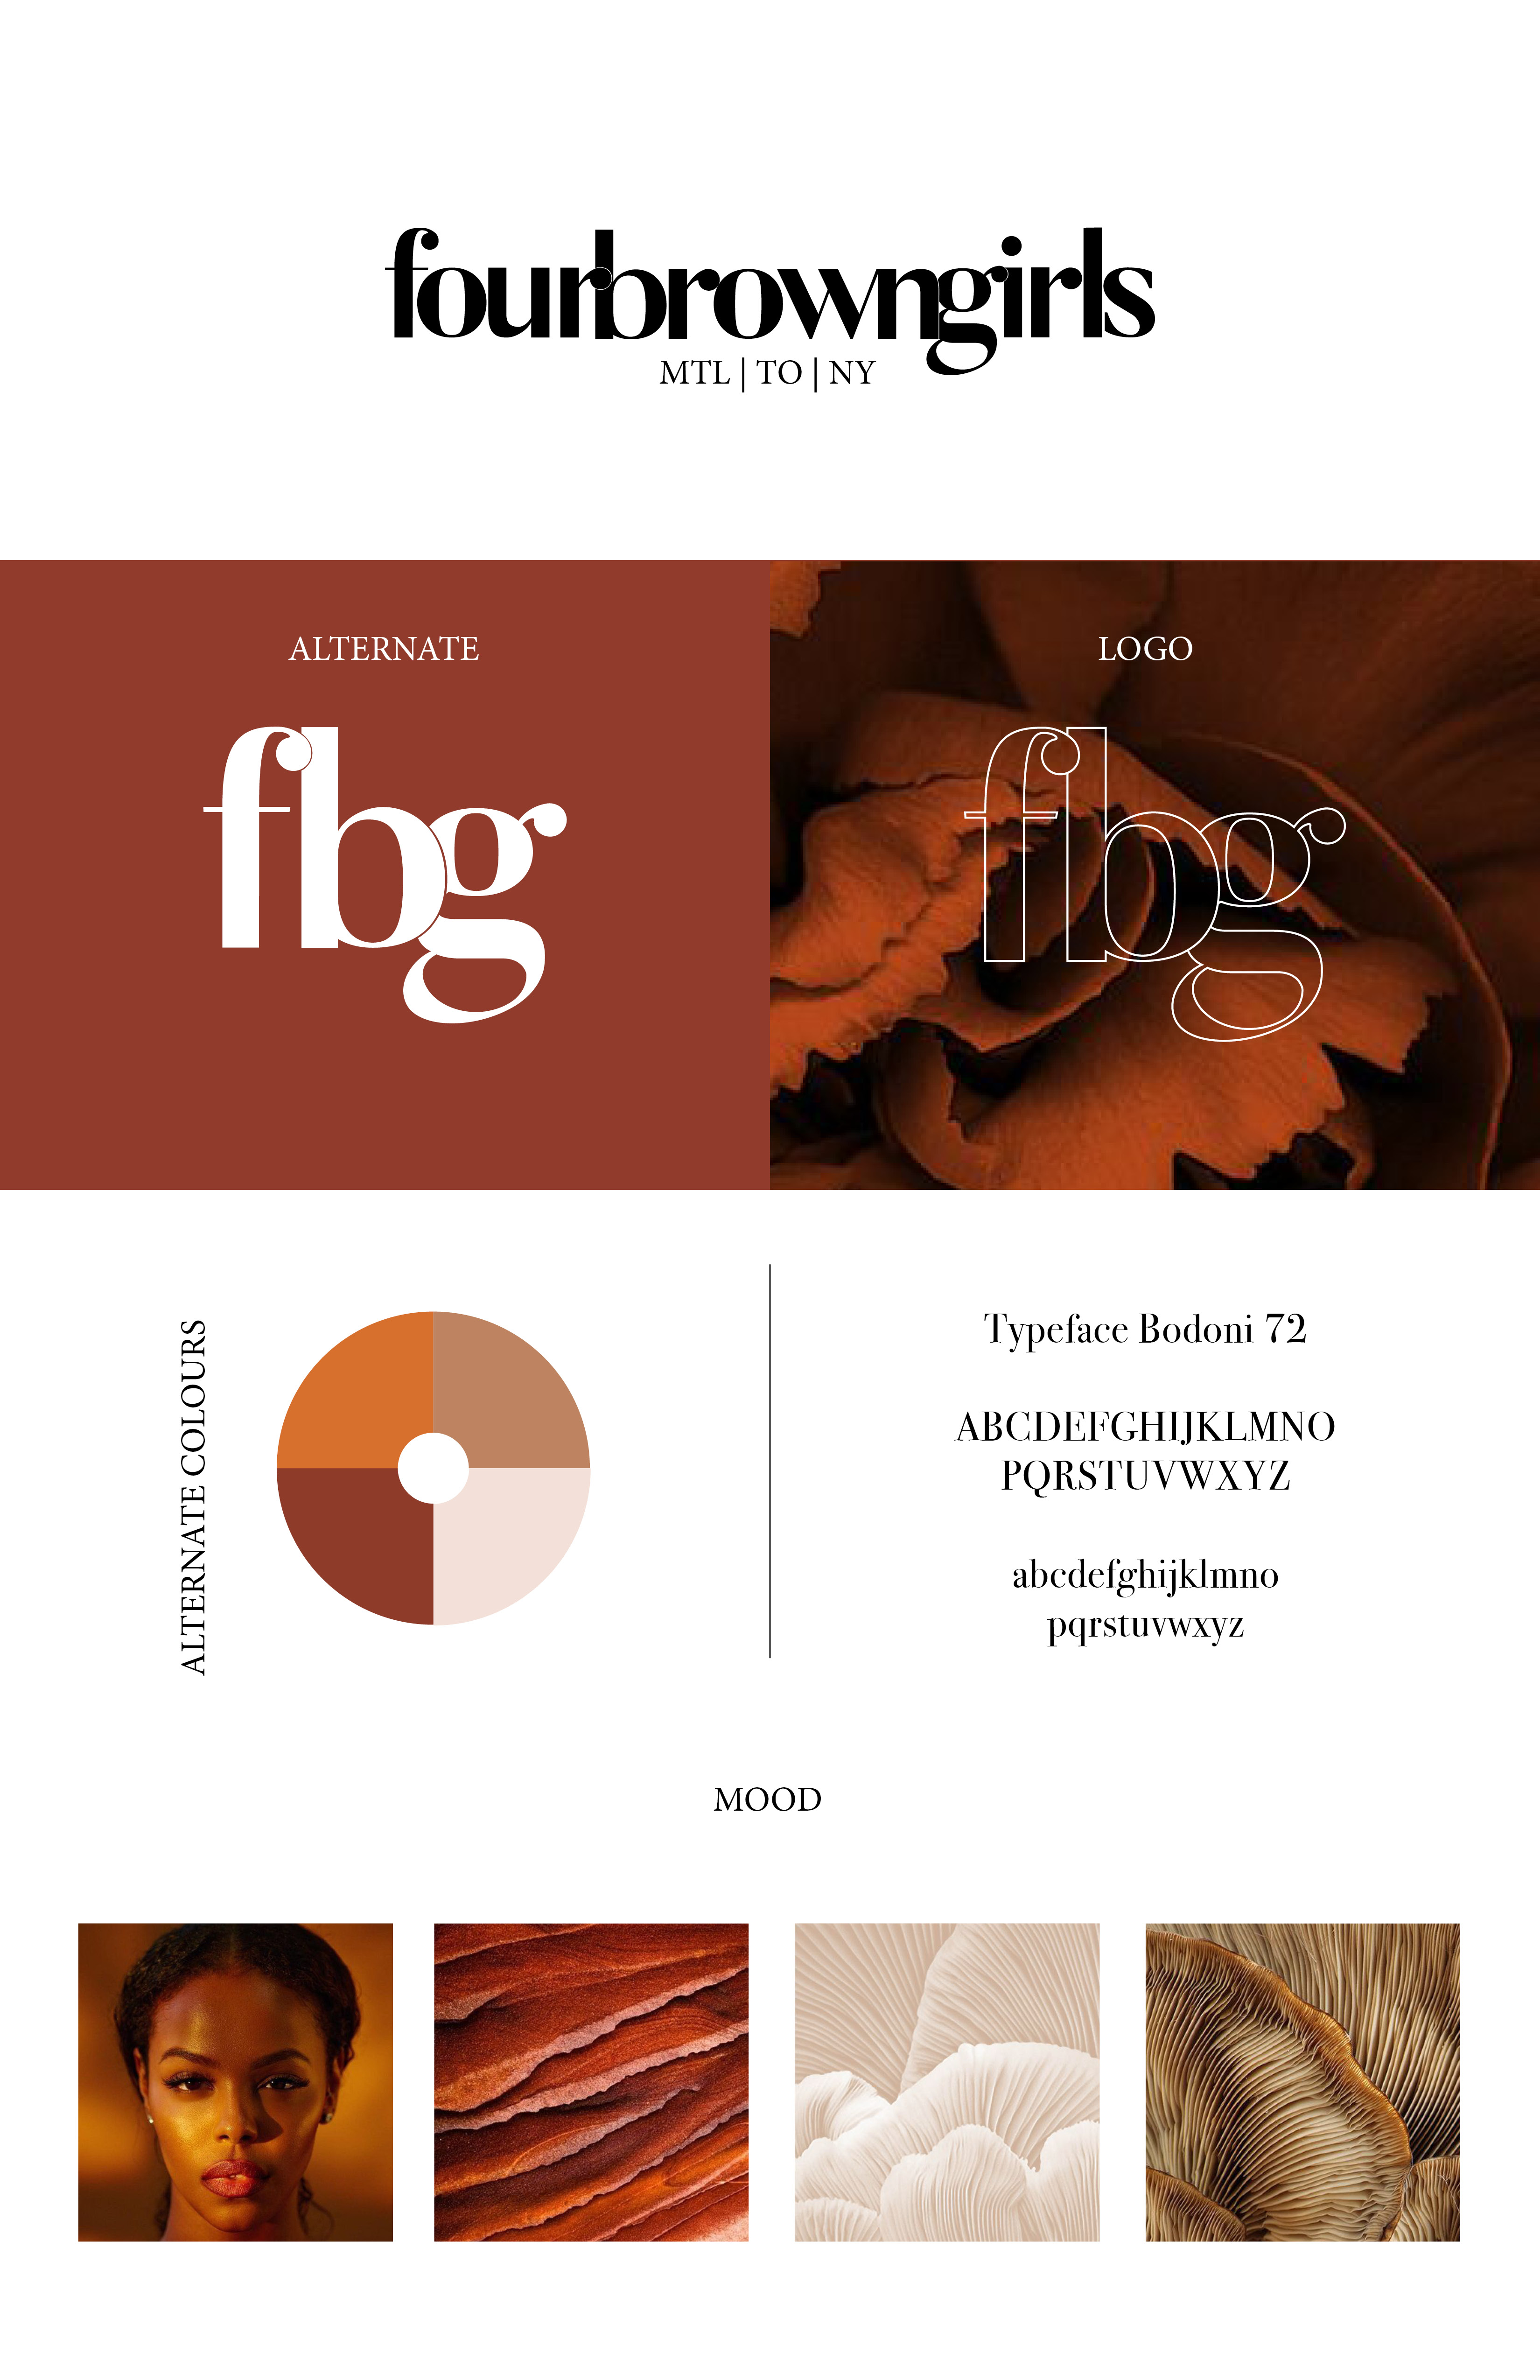 fourbrowngirls
MTL | TO | NY
ALTERNATE
fbg
LOGO
fbg
ALTERNATE COLOURS
Typeface Bodoni 72
ABCDEFGHIJKLMNO
PQRSTUVWXYZ
abcdefghijklmno
pqrstuvwxyz
MOOD